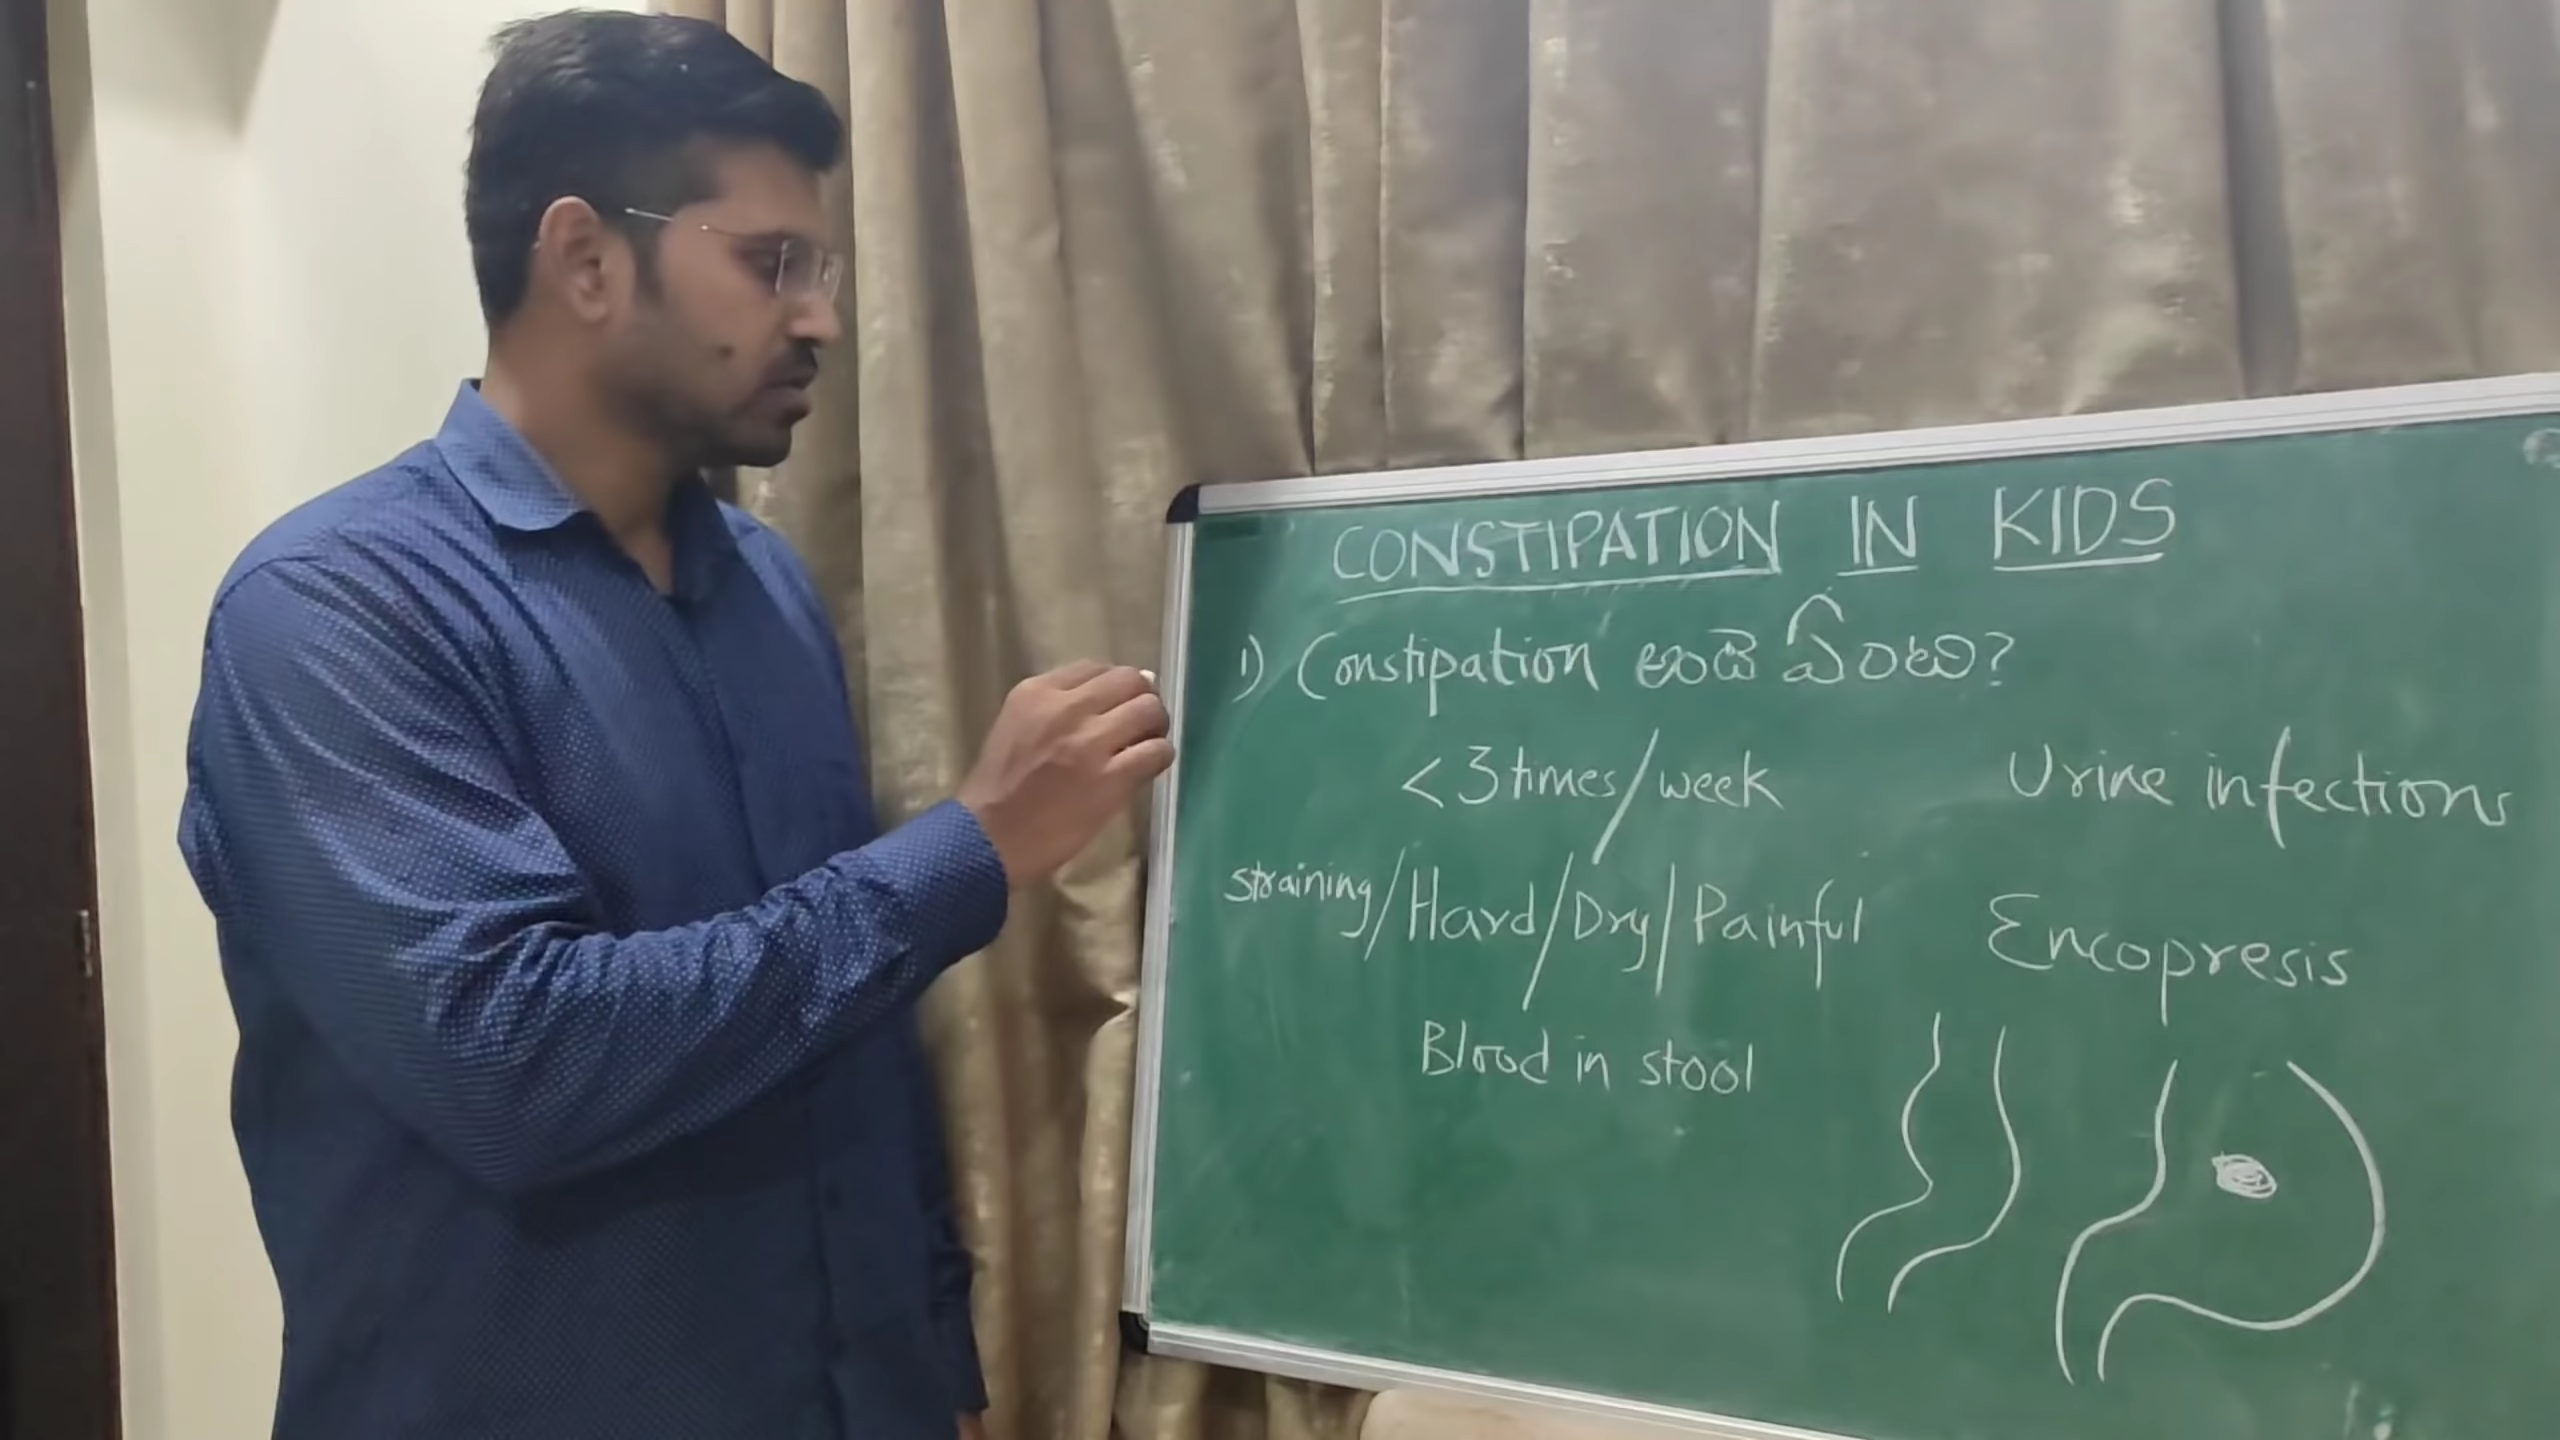 CONSTIPATION IN KIDS
1) Constipation అంటే ఏంటి?
< 3 times/week
straining/Hard/Dry/Painful
Blood in stool
Urine infections
Encopresis